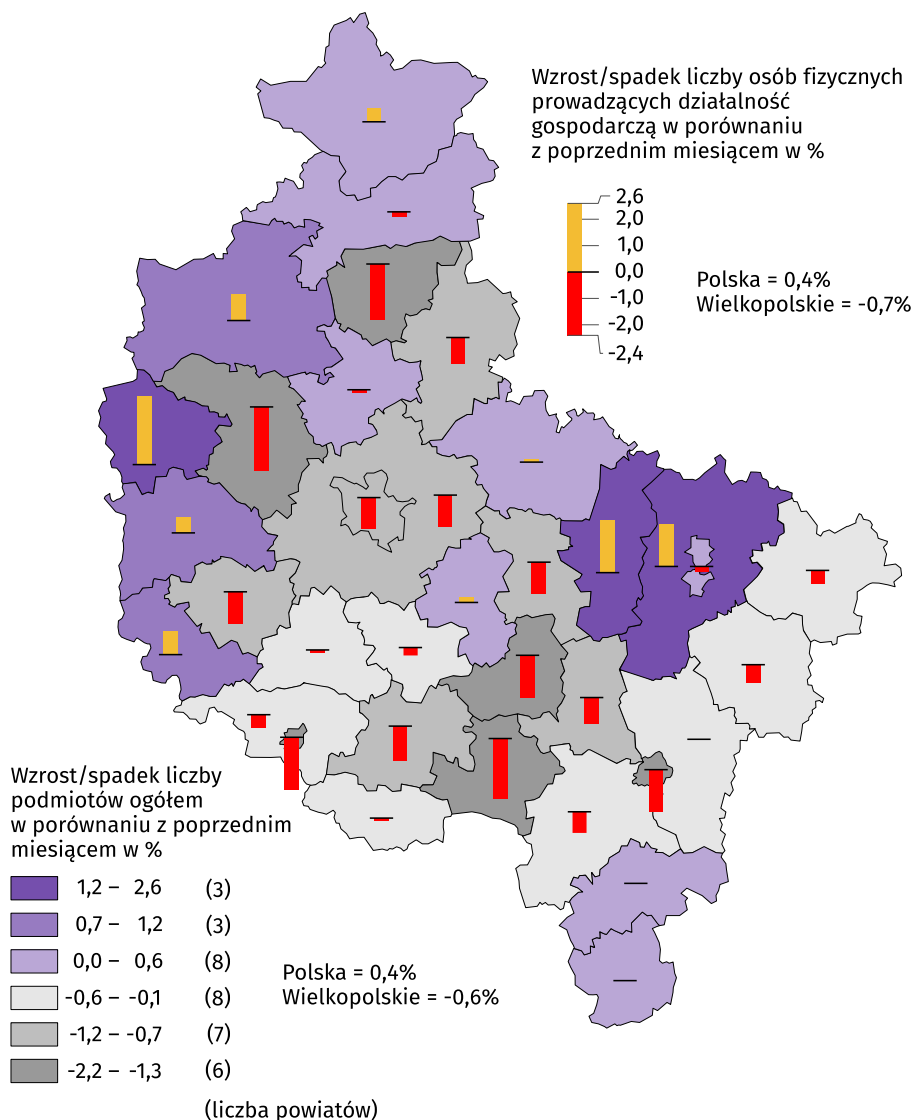 Wzrost/spadek liczby osób fizycznych
prowadzących działalność
gospodarczą w porównaniu
z poprzednim miesiącem w %
2,6
2,0
1,0
0,0
-1,0
-2,0
-2,4
Polska = 0,4%
Wielkopolskie = -0,7%
Wzrost/spadek liczby
podmiotów ogółem
w porównaniu z poprzednim
miesiącem w %
1,2 – 2,6 (3)
0,7 – 1,2 (3)
0,0 – 0,6 (8)
-0,6 – -0,1 (8)
-1,2 – -0,7 (7)
-2,2 – -1,3 (6)
(liczba powiatów)
Polska = 0,4%
Wielkopolskie = -0,6%